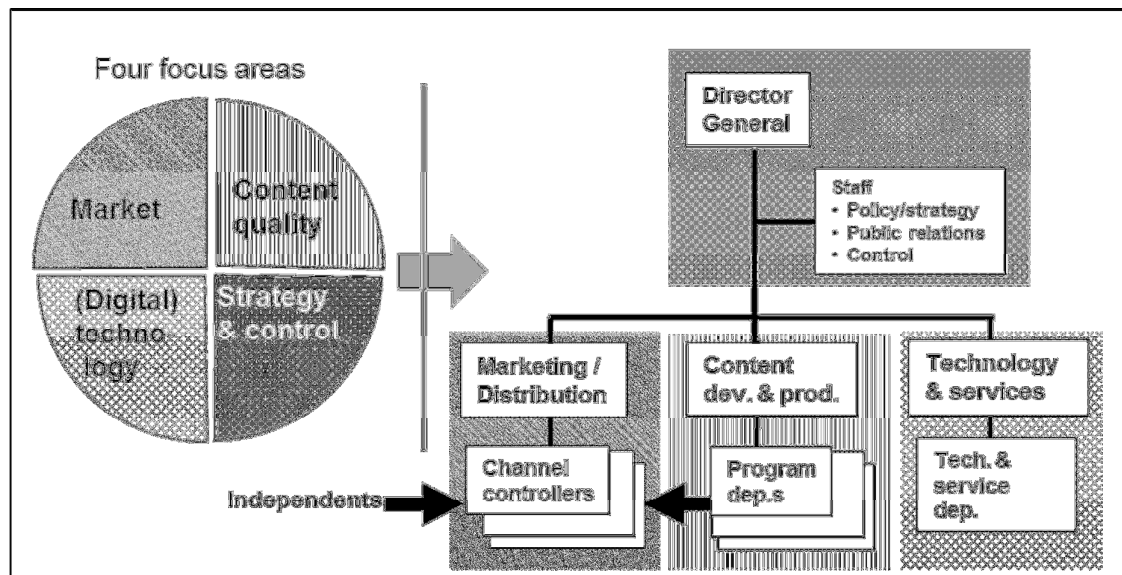 Four focus areas
Market
Content
quality
(Digital)
techno-
logy
Strategy
& control
Director
General
Staff
• Policy/strategy
• Public relations
• Control
Marketing /
Distribution
Content
dev. & prod.
Technology
& services
Channel
controllers
Program
dep.s
Tech. &
service
dep.
Independents